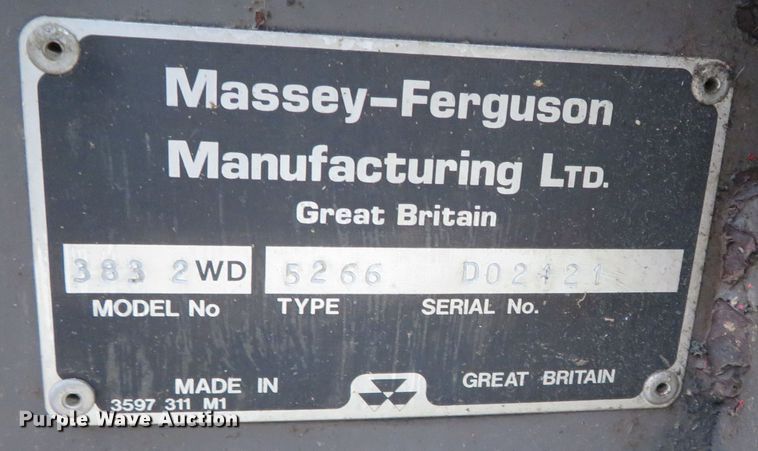 Massey-Ferguson
Manufacturing LTD.
Great Britain
383 2WD 5266 D02421
MODEL No TYPE SERIAL No.
MADE IN GREAT BRITAIN
3597 311 M1
Purple Wave Auction